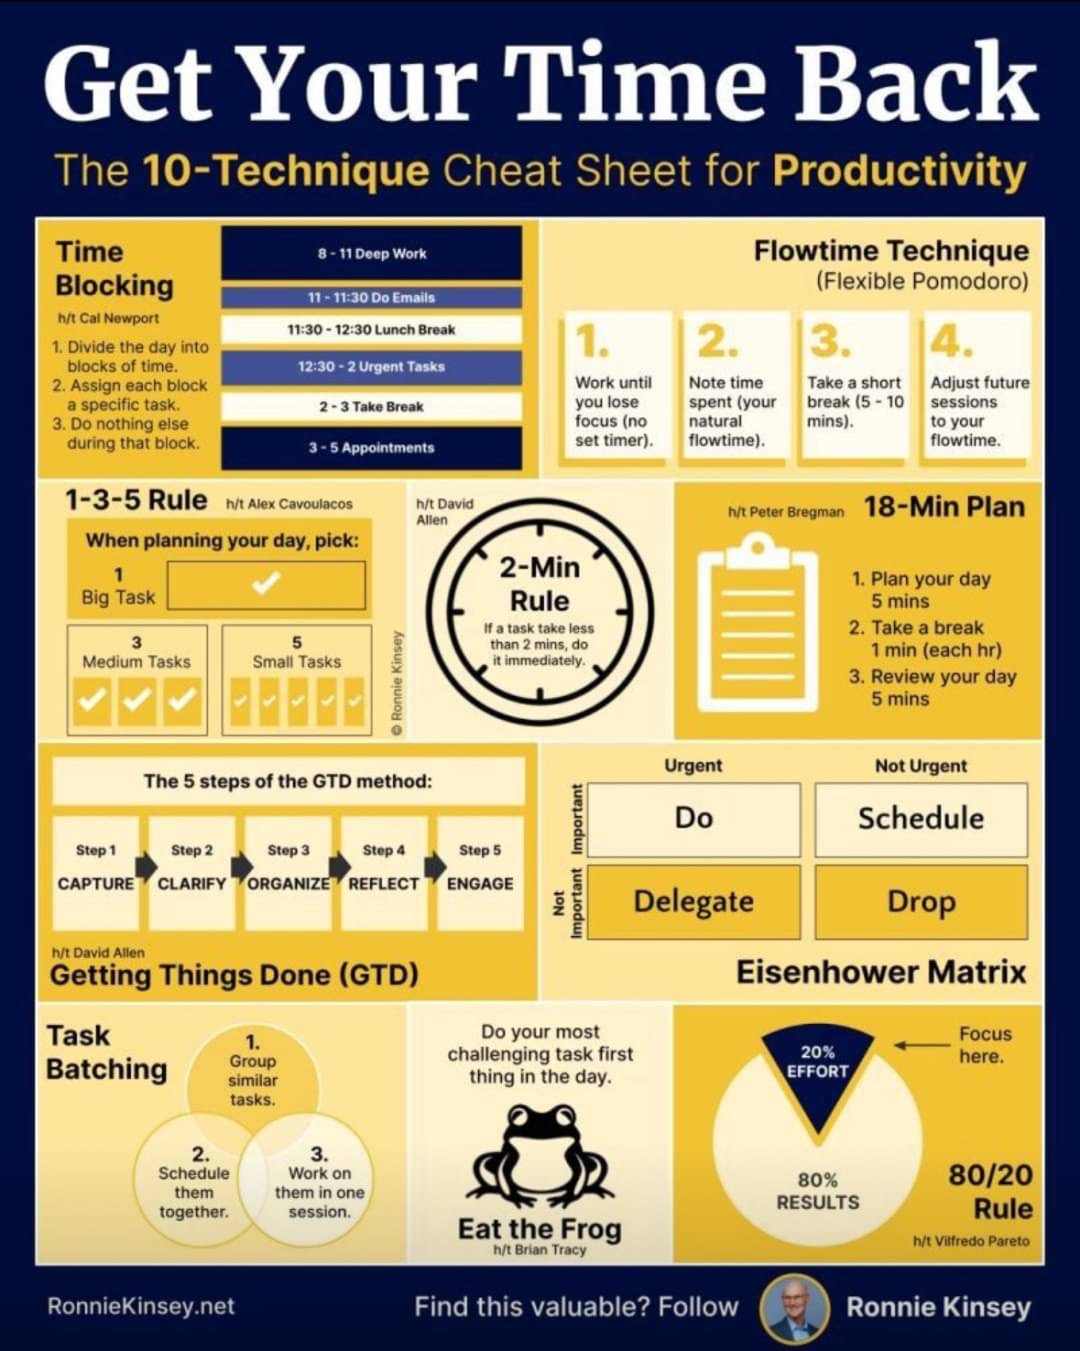 Get Your Time Back
The 10-Technique Cheat Sheet for Productivity
Time
Blocking
h/t Cal Newport
1. Divide the day into
blocks of time.
2. Assign each block
a specific task.
3. Do nothing else
during that block.
8 - 11 Deep Work
11 - 11:30 Do Emails
11:30 - 12:30 Lunch Break
12:30 - 2 Urgent Tasks
2 - 3 Take Break
3 - 5 Appointments
Flowtime Technique
(Flexible Pomodoro)
1.
Work until
you lose
focus (no
set timer).
2.
Note time
spent (your
natural
flowtime).
3.
Take a short
break (5 - 10
mins).
4.
Adjust future
sessions
to your
flowtime.
1-3-5 Rule h/t Alex Cavoulacos
When planning your day, pick:
1
Big Task
3
Medium Tasks
5
Small Tasks
© Ronnie Kinsey
h/t David
Allen
2-Min
Rule
If a task take less
than 2 mins, do
it immediately.
h/t Peter Bregman 18-Min Plan
1. Plan your day
5 mins
2. Take a break
1 min (each hr)
3. Review your day
5 mins
The 5 steps of the GTD method:
Step 1
CAPTURE
Step 2
CLARIFY
Step 3
ORGANIZE
Step 4
REFLECT
Step 5
ENGAGE
h/t David Allen
Getting Things Done (GTD)
Urgent
Not Urgent
Important
Do
Schedule
Not
Important
Delegate
Drop
Eisenhower Matrix
Task
Batching
1.
Group
similar
tasks.
2.
Schedule
them
together.
3.
Work on
them in one
session.
Do your most
challenging task first
thing in the day.
Eat the Frog
h/t Brian Tracy
20%
EFFORT
Focus
here.
80%
RESULTS
80/20
Rule
h/t Vilfredo Pareto
RonnieKinsey.net
Find this valuable? Follow
Ronnie Kinsey